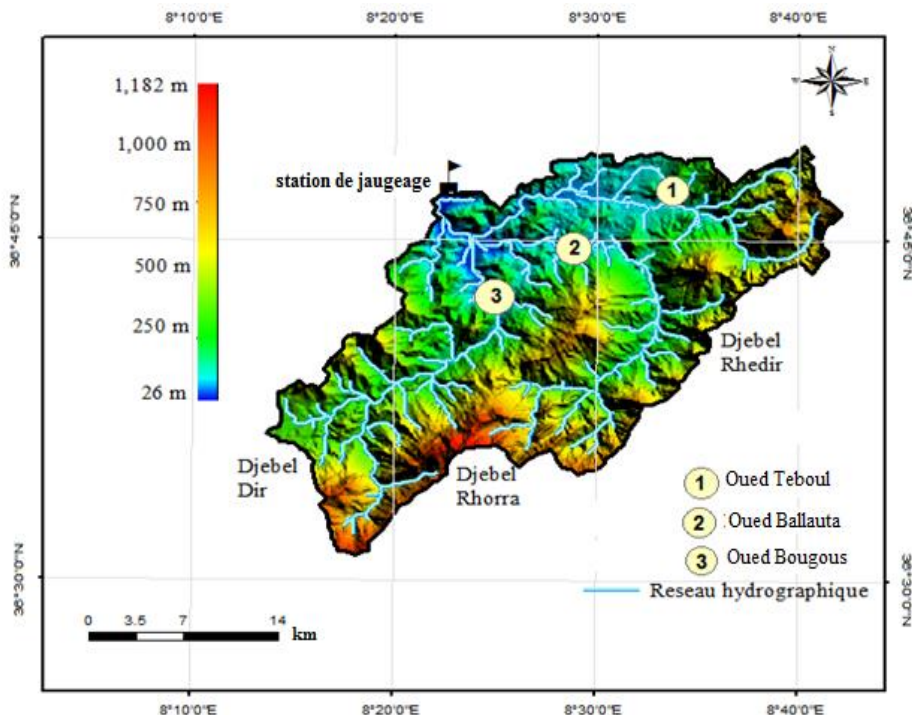 8°10'0"E 8°20'0"E 8°30'0"E 8°40'0"E
1,182 m
1,000 m
750 m
500 m
250 m
26 m
N
E
S
station de jaugeage
36°45'0"N
36°45'0"N
1
2
3
Djebel
Rhedir
Djebel
Dir
Djebel
Rhorra
1 Oued Teboul
2 Oued Ballauta
3 Oued Bougous
Reseau hydrographique
36°30'0"N
36°30'0"N
0 3.5 7 14
km
8°10'0"E 8°20'0"E 8°30'0"E 8°40'0"E